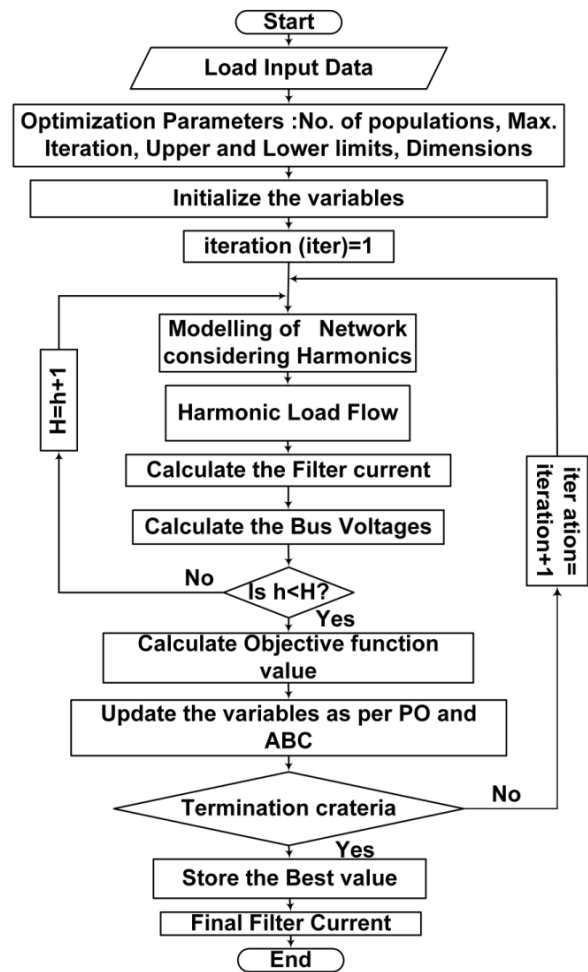 Start
Load Input Data
Optimization Parameters :No. of populations, Max.
Iteration, Upper and Lower limits, Dimensions
Initialize the variables
iteration (iter)=1
Modelling of Network
considering Harmonics
H=h+1
Harmonic Load Flow
Calculate the Filter current
iter ation=
iteration+1
Calculate the Bus Voltages
No
Is h<H?
Yes
Calculate Objective function
value
Update the variables as per PO and
ABC
Termination crateria
No
Yes
Store the Best value
Final Filter Current
End